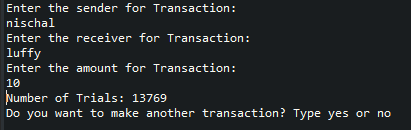 Enter the sender for Transaction:
nischal
Enter the receiver for Transaction:
luffy
Enter the amount for Transaction:
10
Number of Trials: 13769
Do you want to make another transaction? Type yes or no